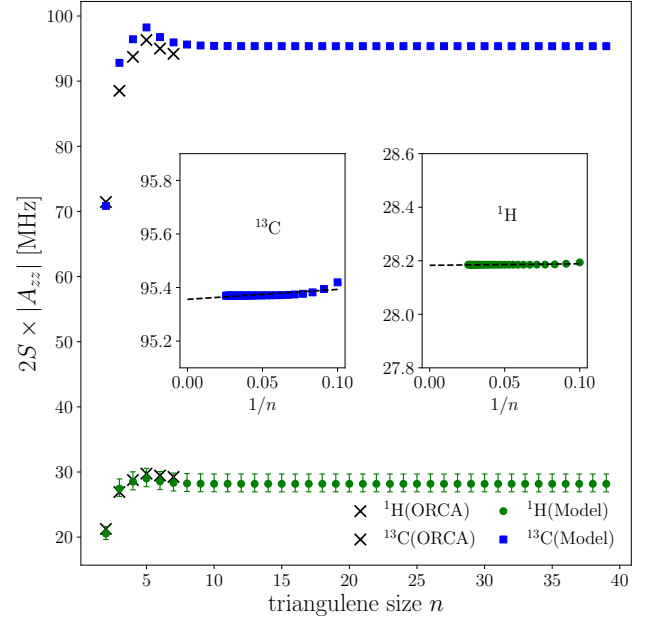 2S × |A_zz| [MHz]
100
90
80
70
60
50
40
30
20
95.8
95.6
95.4
95.2
¹³C
0.00 0.05 0.10
1/n
28.6
28.4
28.2
28.0
27.8
¹H
0.00 0.05 0.10
1/n
¹H(ORCA) ¹H(Model)
¹³C(ORCA) ¹³C(Model)
5 10 15 20 25 30 35 40
triangulene size n